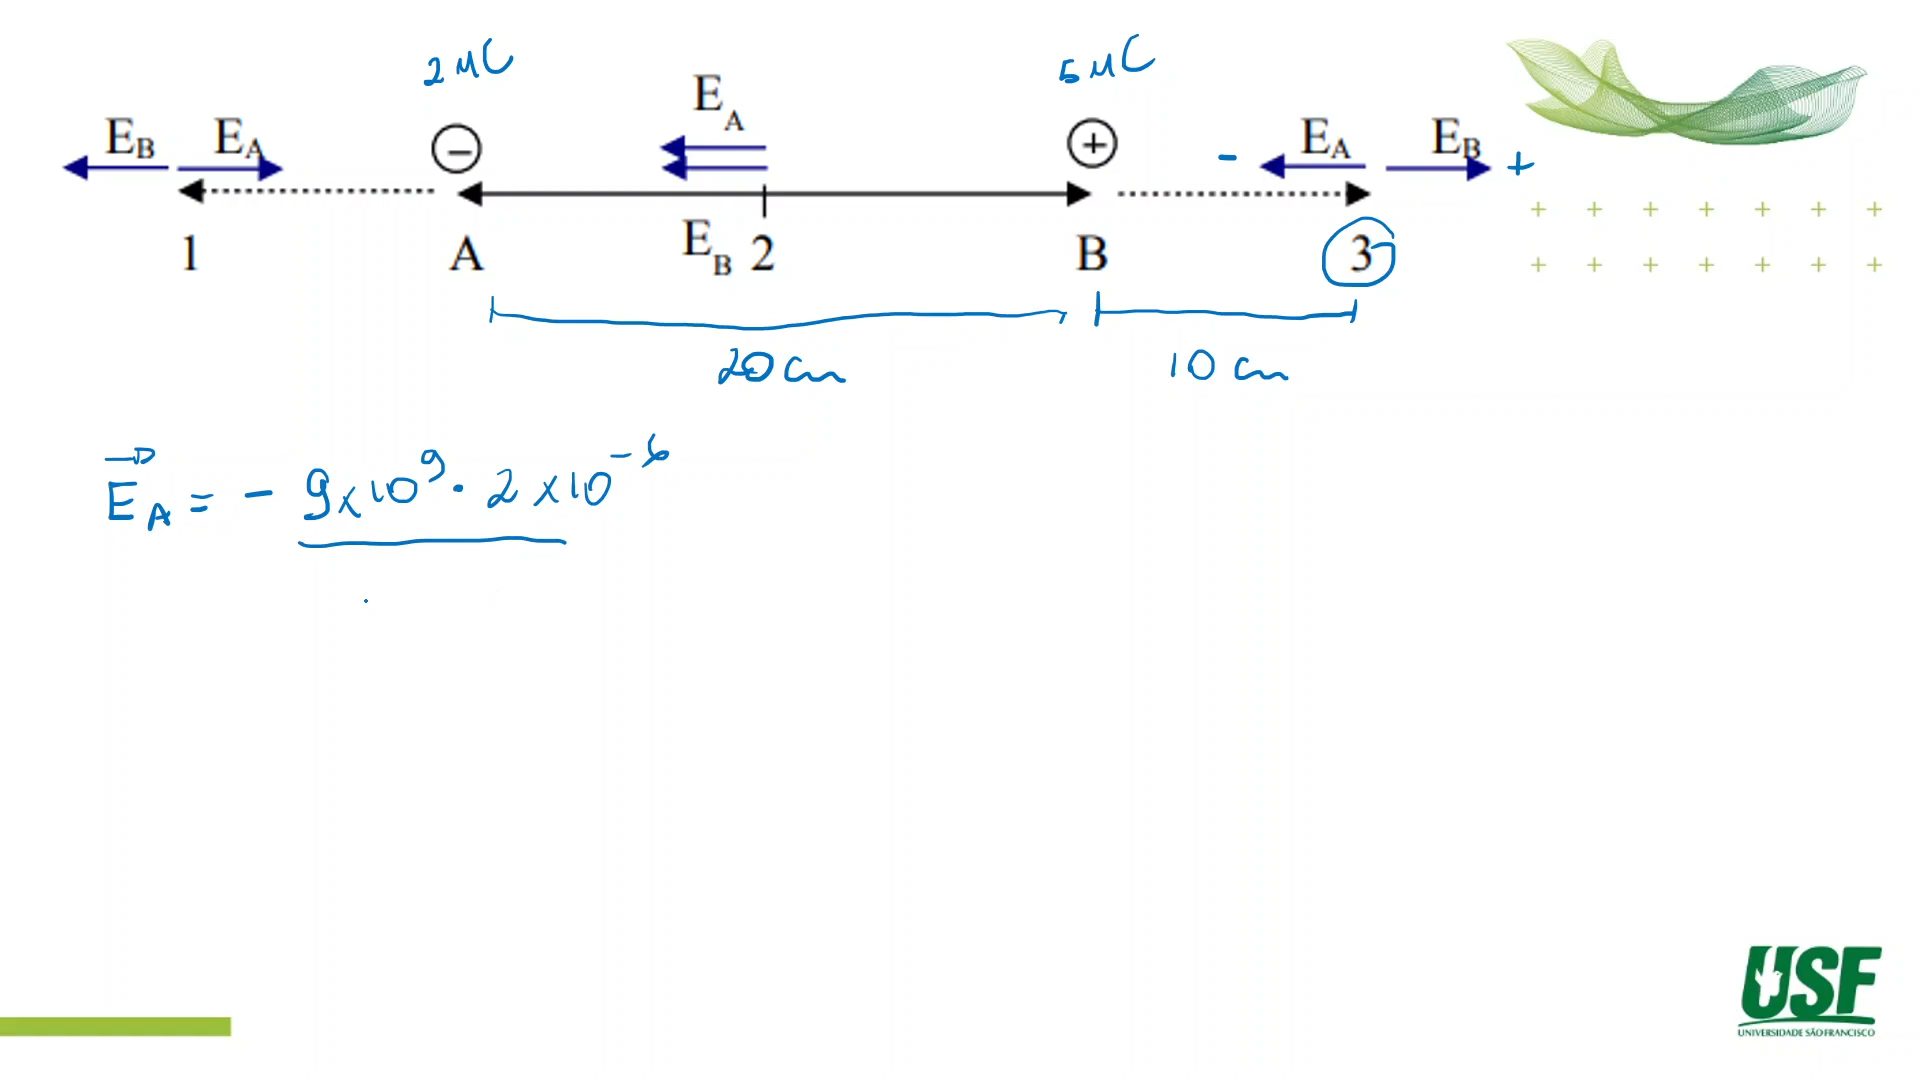 2 μC 5 μC
E_B E_A − E_A + E_A E_B +
- 
1 A E_B 2 B 3
20 cm 10 cm
E⃗_A = - 9x10^9 · 2x10^-6
USF
UNIVERSIDADE SÃO FRANCISCO